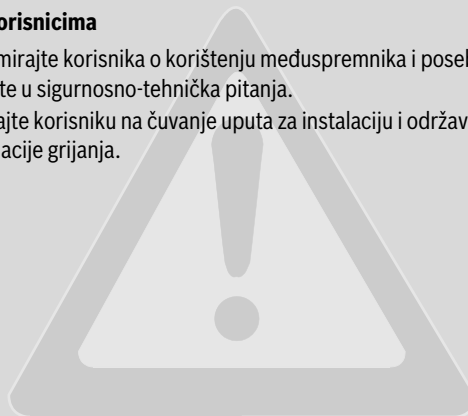 orisnicima
mirajte korisnika o korištenju međuspremnika i posel
te u sigurnosno-tehnička pitanja.
ajte korisniku na čuvanje uputa za instalaciju i održav
acije grijanja.